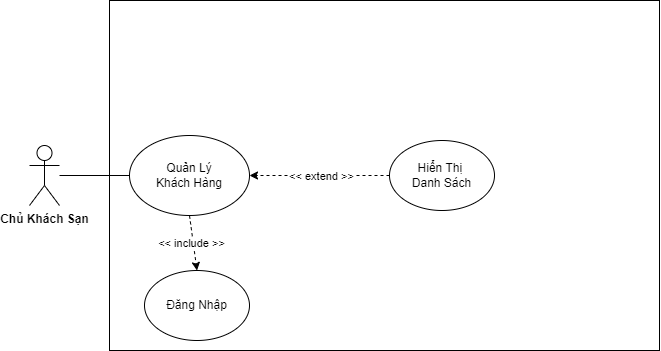 Quản Lý
Khách Hàng
Hiển Thị
Danh Sách
<< extend >>
Chủ Khách Sạn
<< include >>
Đăng Nhập